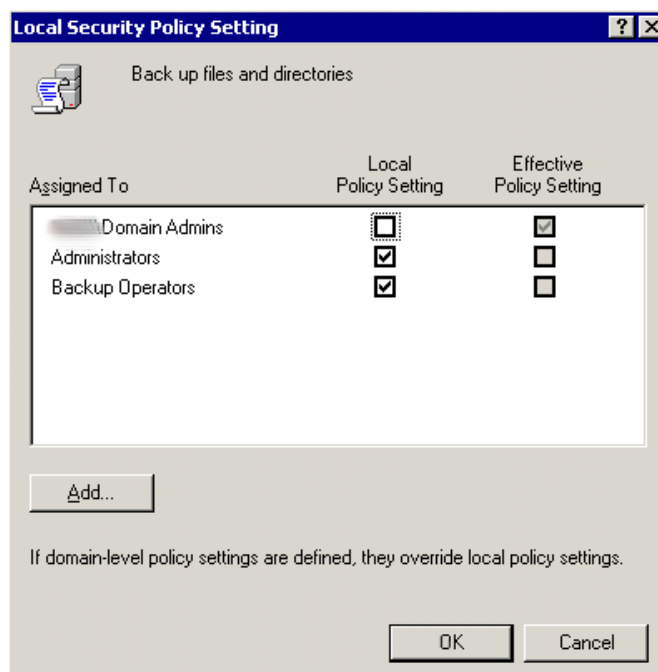 Local Security Policy Setting
Back up files and directories
Local Effective
Assigned To Policy Setting Policy Setting
\Domain Admins
Administrators
Backup Operators
Add...
If domain-level policy settings are defined, they override local policy settings.
OK Cancel